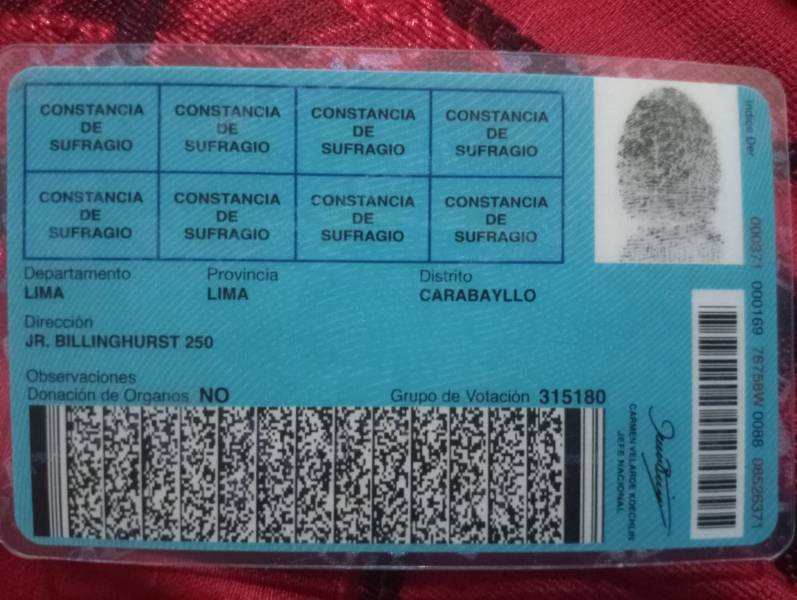 CONSTANCIA DE SUFRAGIO
CONSTANCIA DE SUFRAGIO
CONSTANCIA DE SUFRAGIO
CONSTANCIA DE SUFRAGIO
CONSTANCIA DE SUFRAGIO
CONSTANCIA DE SUFRAGIO
CONSTANCIA DE SUFRAGIO
CONSTANCIA DE SUFRAGIO
Indice Der.
Departamento Provincia Distrito
LIMA LIMA CARABAYLLO
Dirección
JR. BILLINGHURST 250
Observaciones
Donación de Organos NO Grupo de Votación 315180
CARMEN VELARDE KOECHLIN
JEFE NACIONAL
000371 000169 76758W 0088 08526371